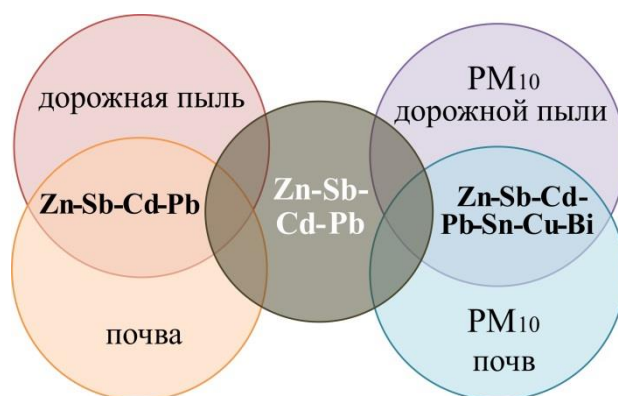 дорожная пыль
Zn-Sb-Cd-Pb
почва
Zn-Sb-
Cd-Pb
PM10
дорожной пыли
Zn-Sb-Cd-
Pb-Sn-Cu-Bi
PM10
почв